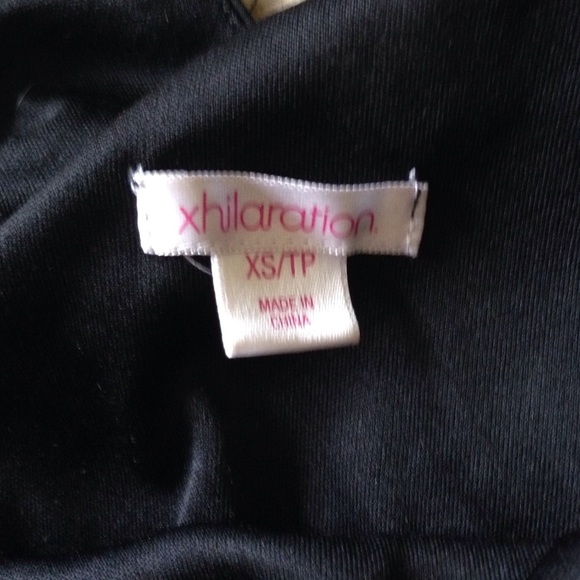 xhilaration.
XS/TP
MADE IN
CHINA